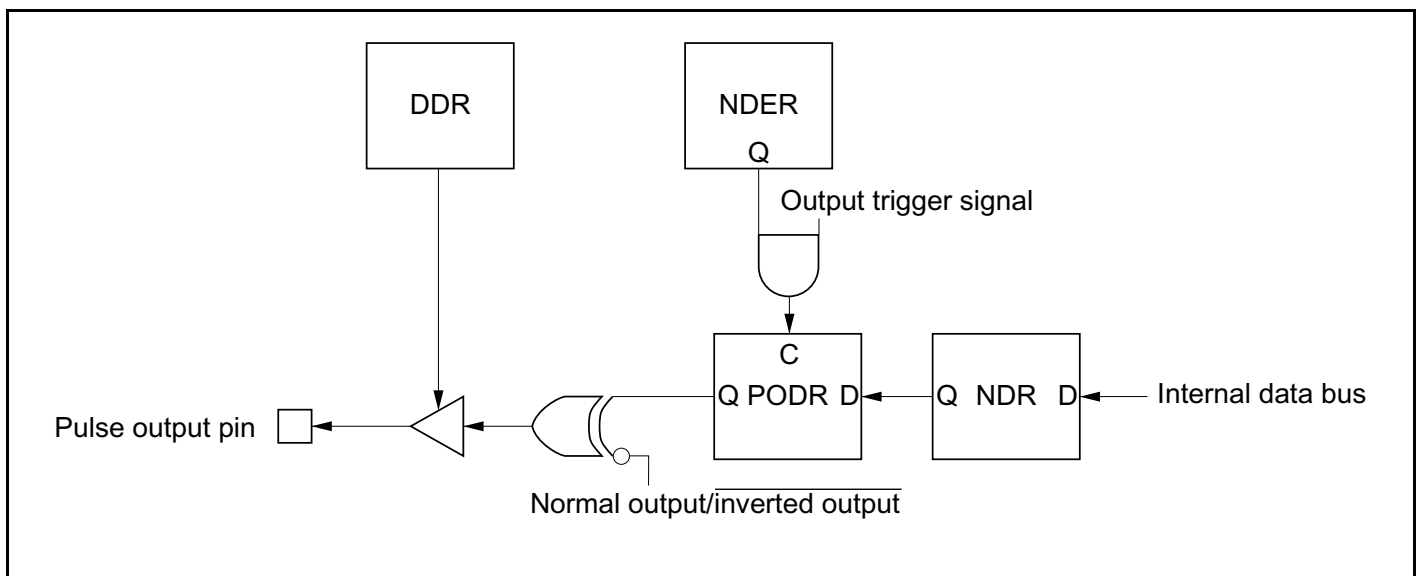 DDR
NDER
Q
Output trigger signal
C
Q PODR D
Q NDR D
Internal data bus
Pulse output pin
Normal output/inverted output